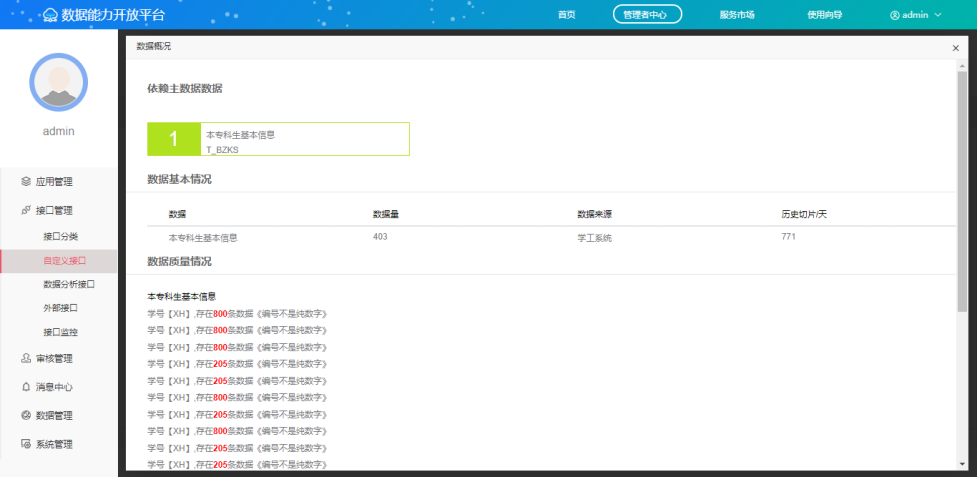 数据能力开放平台
首页
管理者中心
服务市场
使用向导
admin
admin
应用管理
接口管理
接口分类
自定义接口
数据分析接口
外部接口
接口监控
审核管理
消息中心
数据管理
系统管理
数据概况
×
依赖主数据数据
1
本专科生基本信息
T_BZKS
数据基本情况
数据 数据量 数据来源 历史切片/天
本专科生基本信息 403 学工系统 771
数据质量情况
本专科生基本信息
学号【XH】,存在800条数据《编号不是纯数字》
学号【XH】,存在800条数据《编号不是纯数字》
学号【XH】,存在800条数据《编号不是纯数字》
学号【XH】,存在205条数据《编号不是纯数字》
学号【XH】,存在205条数据《编号不是纯数字》
学号【XH】,存在800条数据《编号不是纯数字》
学号【XH】,存在205条数据《编号不是纯数字》
学号【XH】,存在800条数据《编号不是纯数字》
学号【XH】,存在205条数据《编号不是纯数字》
学号【XH】,存在205条数据《编号不是纯数字》